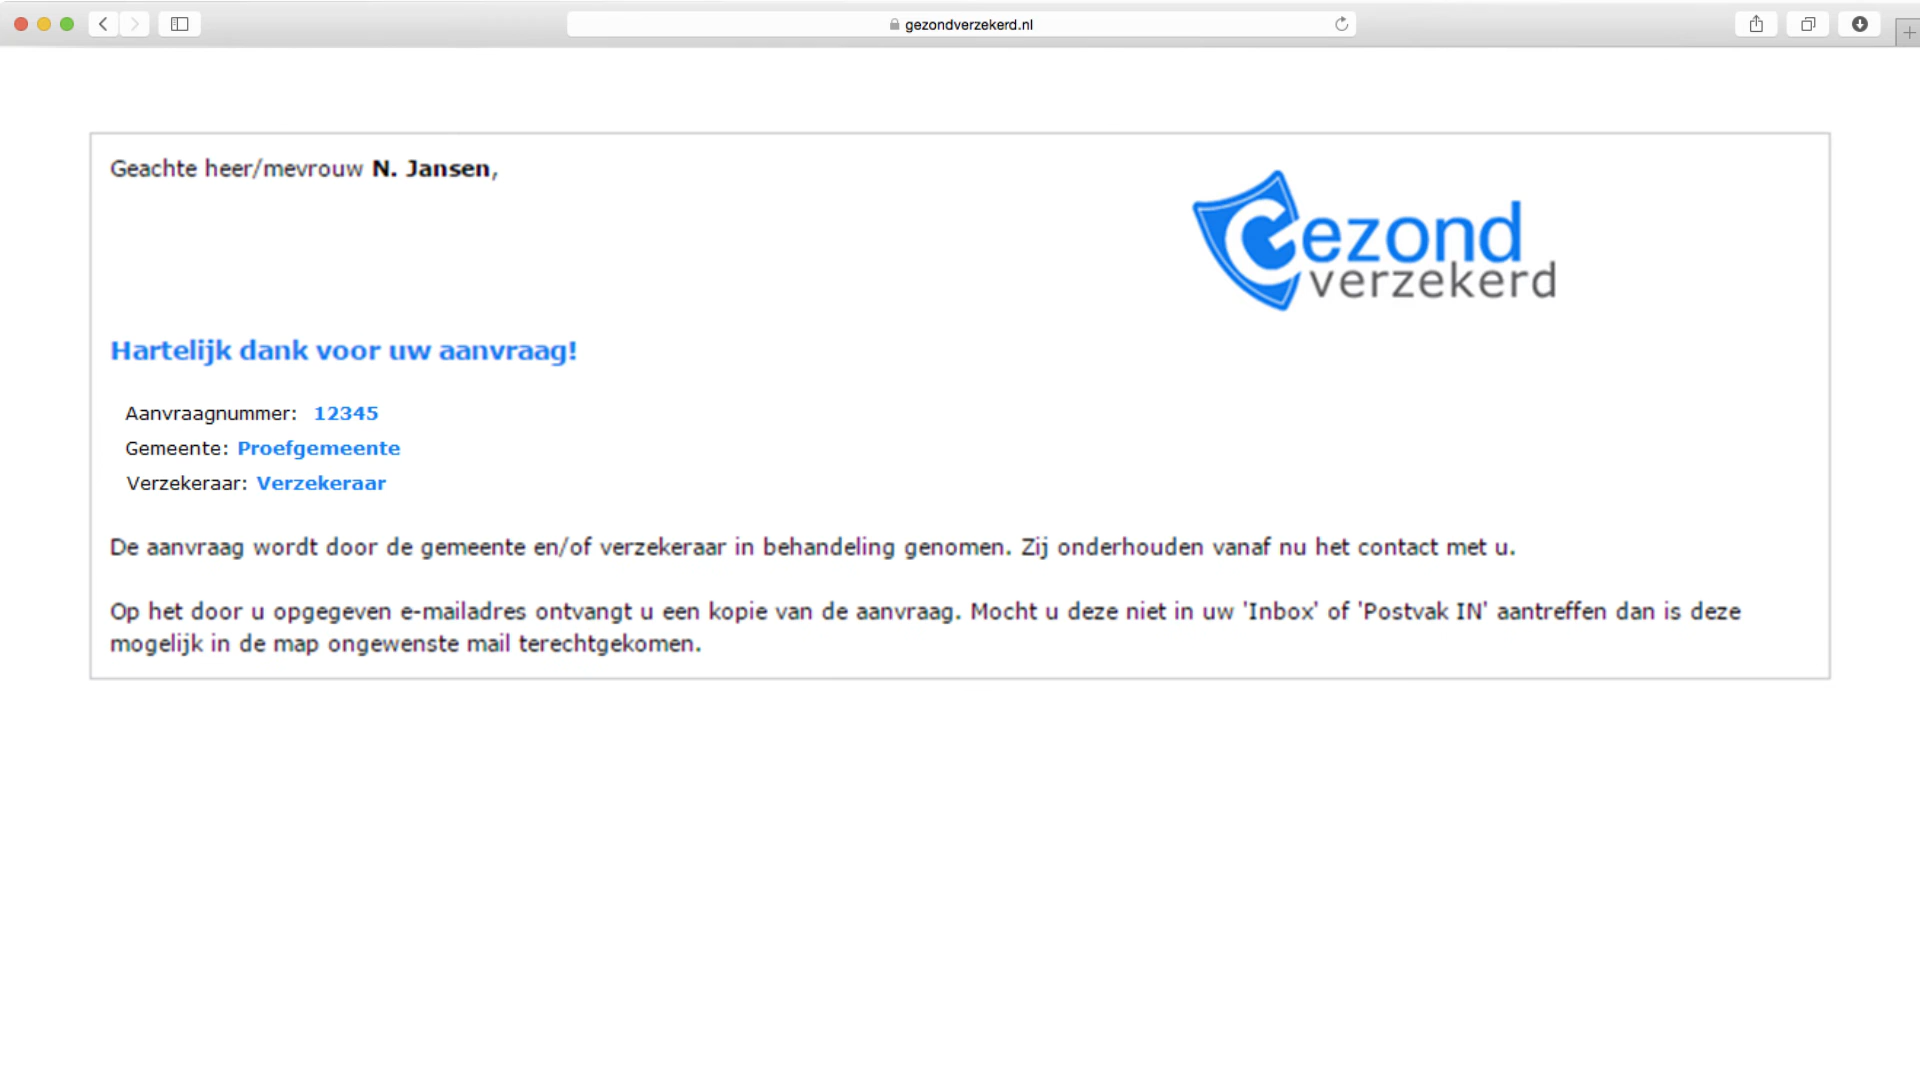 gezondverzekerd.nl
Geachte heer/mevrouw N. Jansen,
Gezond
verzekerd
Hartelijk dank voor uw aanvraag!
Aanvraagnummer: 12345
Gemeente: Proefgemeente
Verzekeraar: Verzekeraar
De aanvraag wordt door de gemeente en/of verzekeraar in behandeling genomen. Zij onderhouden vanaf nu het contact met u.
Op het door u opgegeven e-mailadres ontvangt u een kopie van de aanvraag. Mocht u deze niet in uw 'Inbox' of 'Postvak IN' aantreffen dan is deze
mogelijk in de map ongewenste mail terechtgekomen.